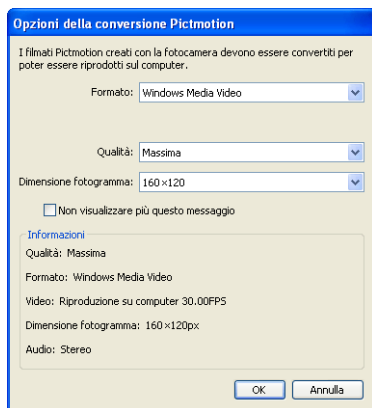 Opzioni della conversione Pictmotion
I filmati Pictmotion creati con la fotocamera devono essere convertiti per
poter essere riprodotti sul computer.
Formato: Windows Media Video
Qualità: Massima
Dimensione fotogramma: 160×120
Non visualizzare più questo messaggio
Informazioni
Qualità: Massima
Formato: Windows Media Video
Video: Riproduzione su computer 30.00FPS
Dimensione fotogramma: 160×120px
Audio: Stereo
OK Annulla